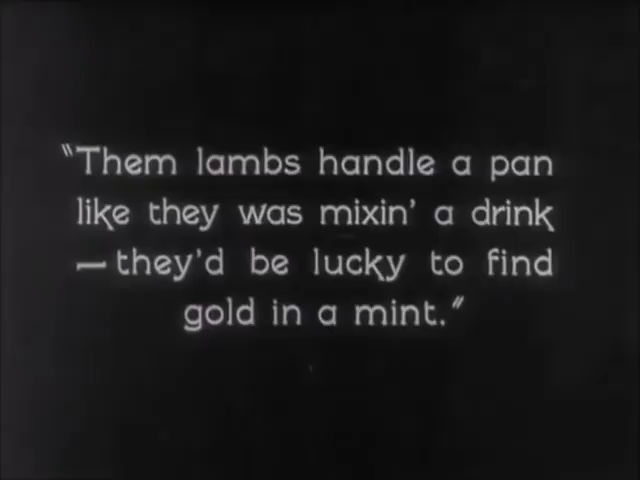 "Them lambs handle a pan
like they was mixin' a drink
—they'd be lucky to find
gold in a mint."